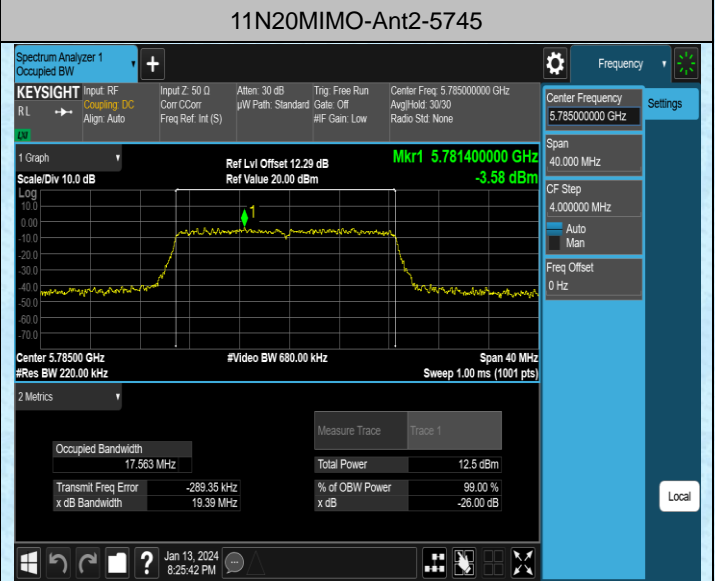 11N20MIMO-Ant2-5745
Spectrum Analyzer 1
Occupied BW
Frequency
KEYSIGHT
RL
Input: RF
Coupling: DC
Align: Auto
Input Z: 50 Ω
Corr CCorr
Freq Ref: Int (S)
Atten: 30 dB
µW Path: Standard
Trig: Free Run
Gate: Off
#IF Gain: Low
Center Freq: 5.785000000 GHz
Avg|Hold: 30/30
Radio Std: None
Center Frequency
5.785000000 GHz
Settings
Span
40.000 MHz
CF Step
4.000000 MHz
Auto
Man
Freq Offset
0 Hz
1 Graph
Ref Lvl Offset 12.29 dB
Mkr1 5.781400000 GHz
Scale/Div 10.0 dB
Ref Value 20.00 dBm
-3.58 dBm
Log
10.0
0.00
-10.0
-20.0
-30.0
-40.0
-50.0
-60.0
-70.0
1
Center 5.78500 GHz
#Video BW 680.00 kHz
Span 40 MHz
#Res BW 220.00 kHz
Sweep 1.00 ms (1001 pts)
2 Metrics
Measure Trace
Trace 1
Occupied Bandwidth
17.563 MHz
Total Power
12.5 dBm
Transmit Freq Error
-289.35 kHz
% of OBW Power
99.00 %
x dB Bandwidth
19.39 MHz
x dB
-26.00 dB
Local
?
Jan 13, 2024
8:25:42 PM